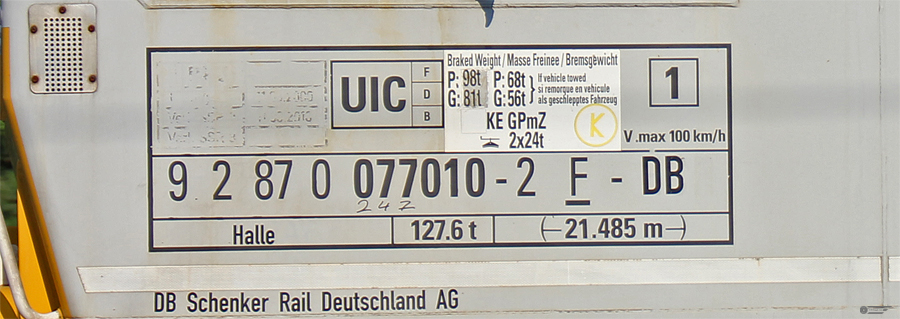 UIC
F
D
B
Braked Weight / Masse Freinee / Bremsgewicht
P: 98t P: 68t If vehicle towed
G: 81t G: 56t si remorque en vehicule
als geschlepptes Fahrzeug
KE GPmZ
2x24t
K
1
V.max 100 km/h
9 2 87 0 077010-2 F - DB
242
Halle 127.6 t 21.485 m
DB Schenker Rail Deutschland AG